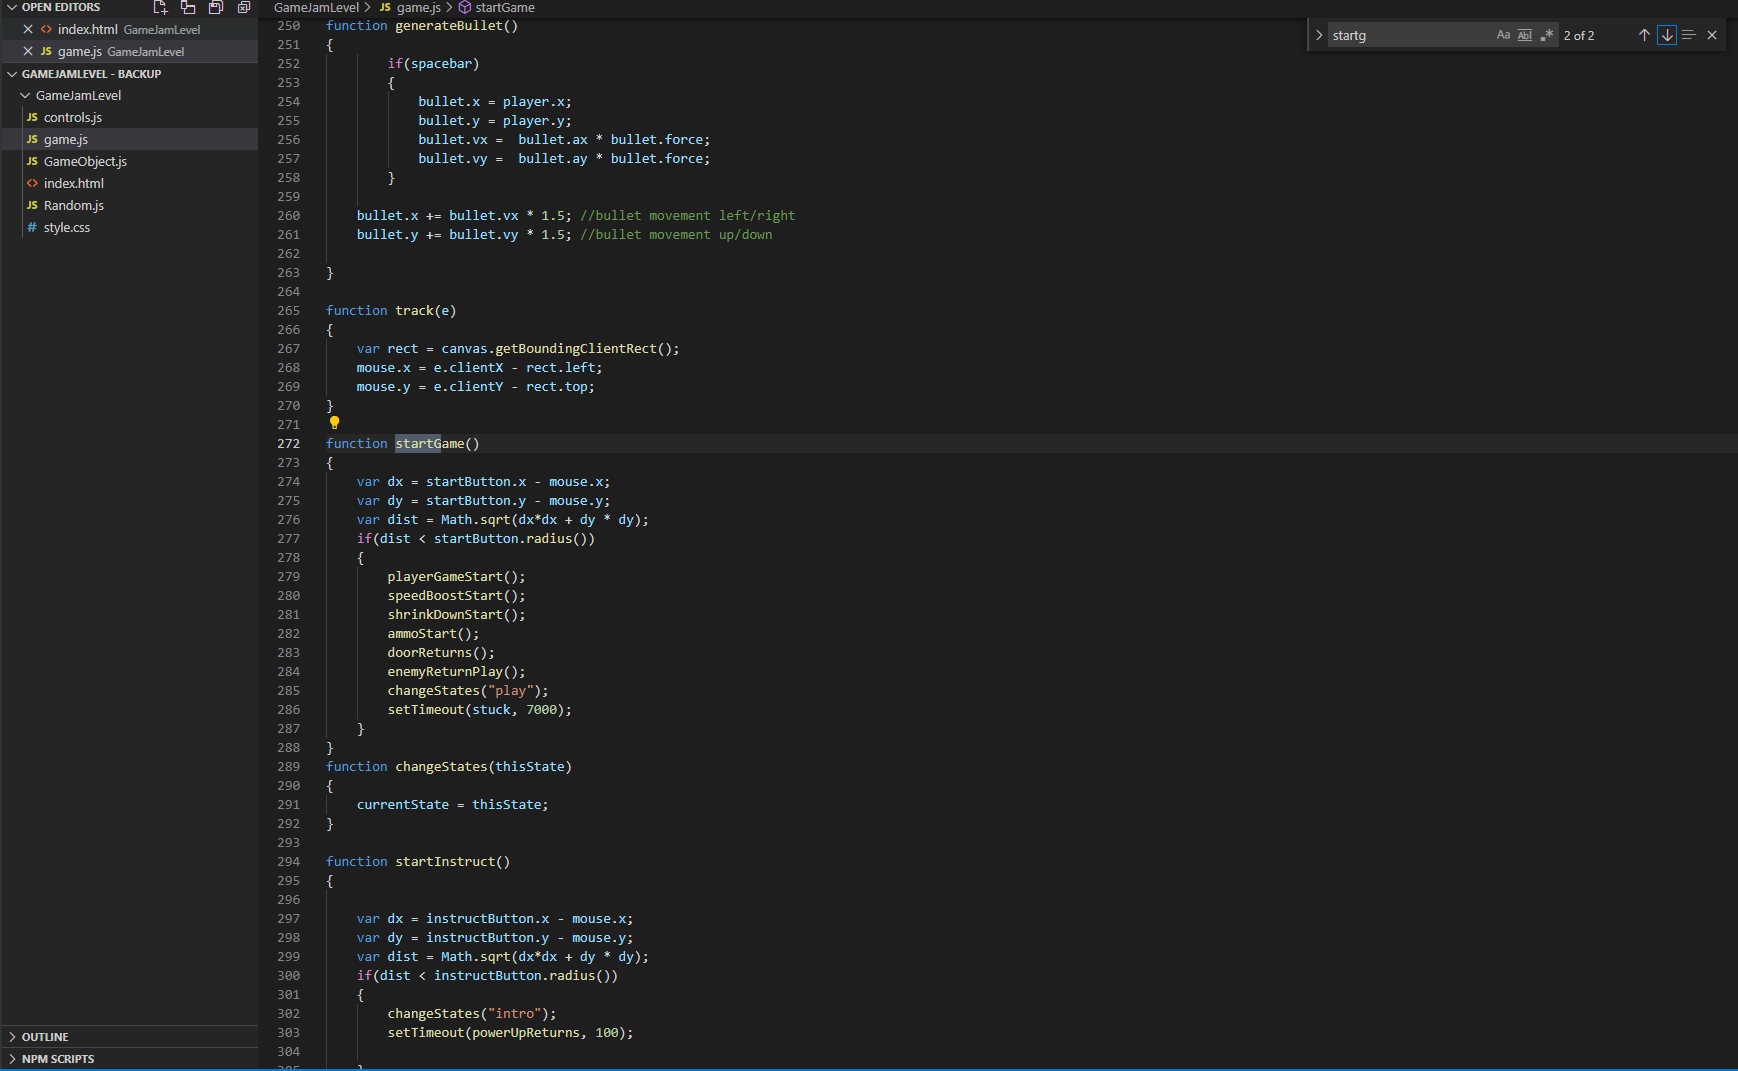 OPEN EDITORS
index.html GameJamLevel
JS game.js GameJamLevel
GAMEJAMLEVEL - BACKUP
GameJamLevel
JS controls.js
JS game.js
JS GameObject.js
<> index.html
JS Random.js
# style.css
OUTLINE
NPM SCRIPTS
GameJamLevel > JS game.js > startGame
startg Aa Abl .* 2 of 2
250 function generateBullet()
251 {
252 if(spacebar)
253 {
254 bullet.x = player.x;
255 bullet.y = player.y;
256 bullet.vx =  bullet.ax * bullet.force;
257 bullet.vy =  bullet.ay * bullet.force;
258 }
259
260 bullet.x += bullet.vx * 1.5; //bullet movement left/right
261 bullet.y += bullet.vy * 1.5; //bullet movement up/down
262
263 }
264
265 function track(e)
266 {
267 var rect = canvas.getBoundingClientRect();
268 mouse.x = e.clientX - rect.left;
269 mouse.y = e.clientY - rect.top;
270 }
271
272 function startGame()
273 {
274 var dx = startButton.x - mouse.x;
275 var dy = startButton.y - mouse.y;
276 var dist = Math.sqrt(dx*dx + dy * dy);
277 if(dist < startButton.radius())
278 {
279 playerGameStart();
280 speedBoostStart();
281 shrinkDownStart();
282 ammoStart();
283 doorReturns();
284 enemyReturnPlay();
285 changeStates("play");
286 setTimeout(stuck, 7000);
287 }
288 }
289 function changeStates(thisState)
290 {
291 currentState = thisState;
292 }
293
294 function startInstruct()
295 {
296
297 var dx = instructButton.x - mouse.x;
298 var dy = instructButton.y - mouse.y;
299 var dist = Math.sqrt(dx*dx + dy * dy);
300 if(dist < instructButton.radius())
301 {
302 changeStates("intro");
303 setTimeout(powerUpReturns, 100);
304
305 }